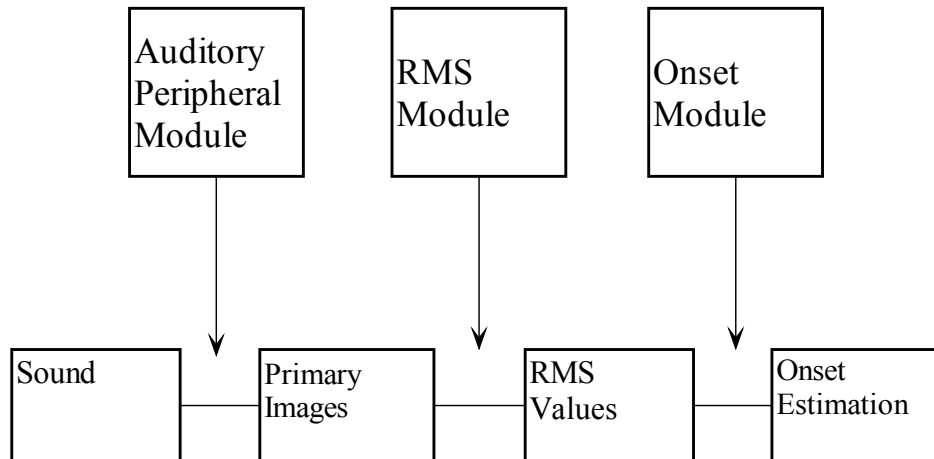 Auditory
Peripheral
Module
RMS
Module
Onset
Module
Sound
Primary
Images
RMS
Values
Onset
Estimation